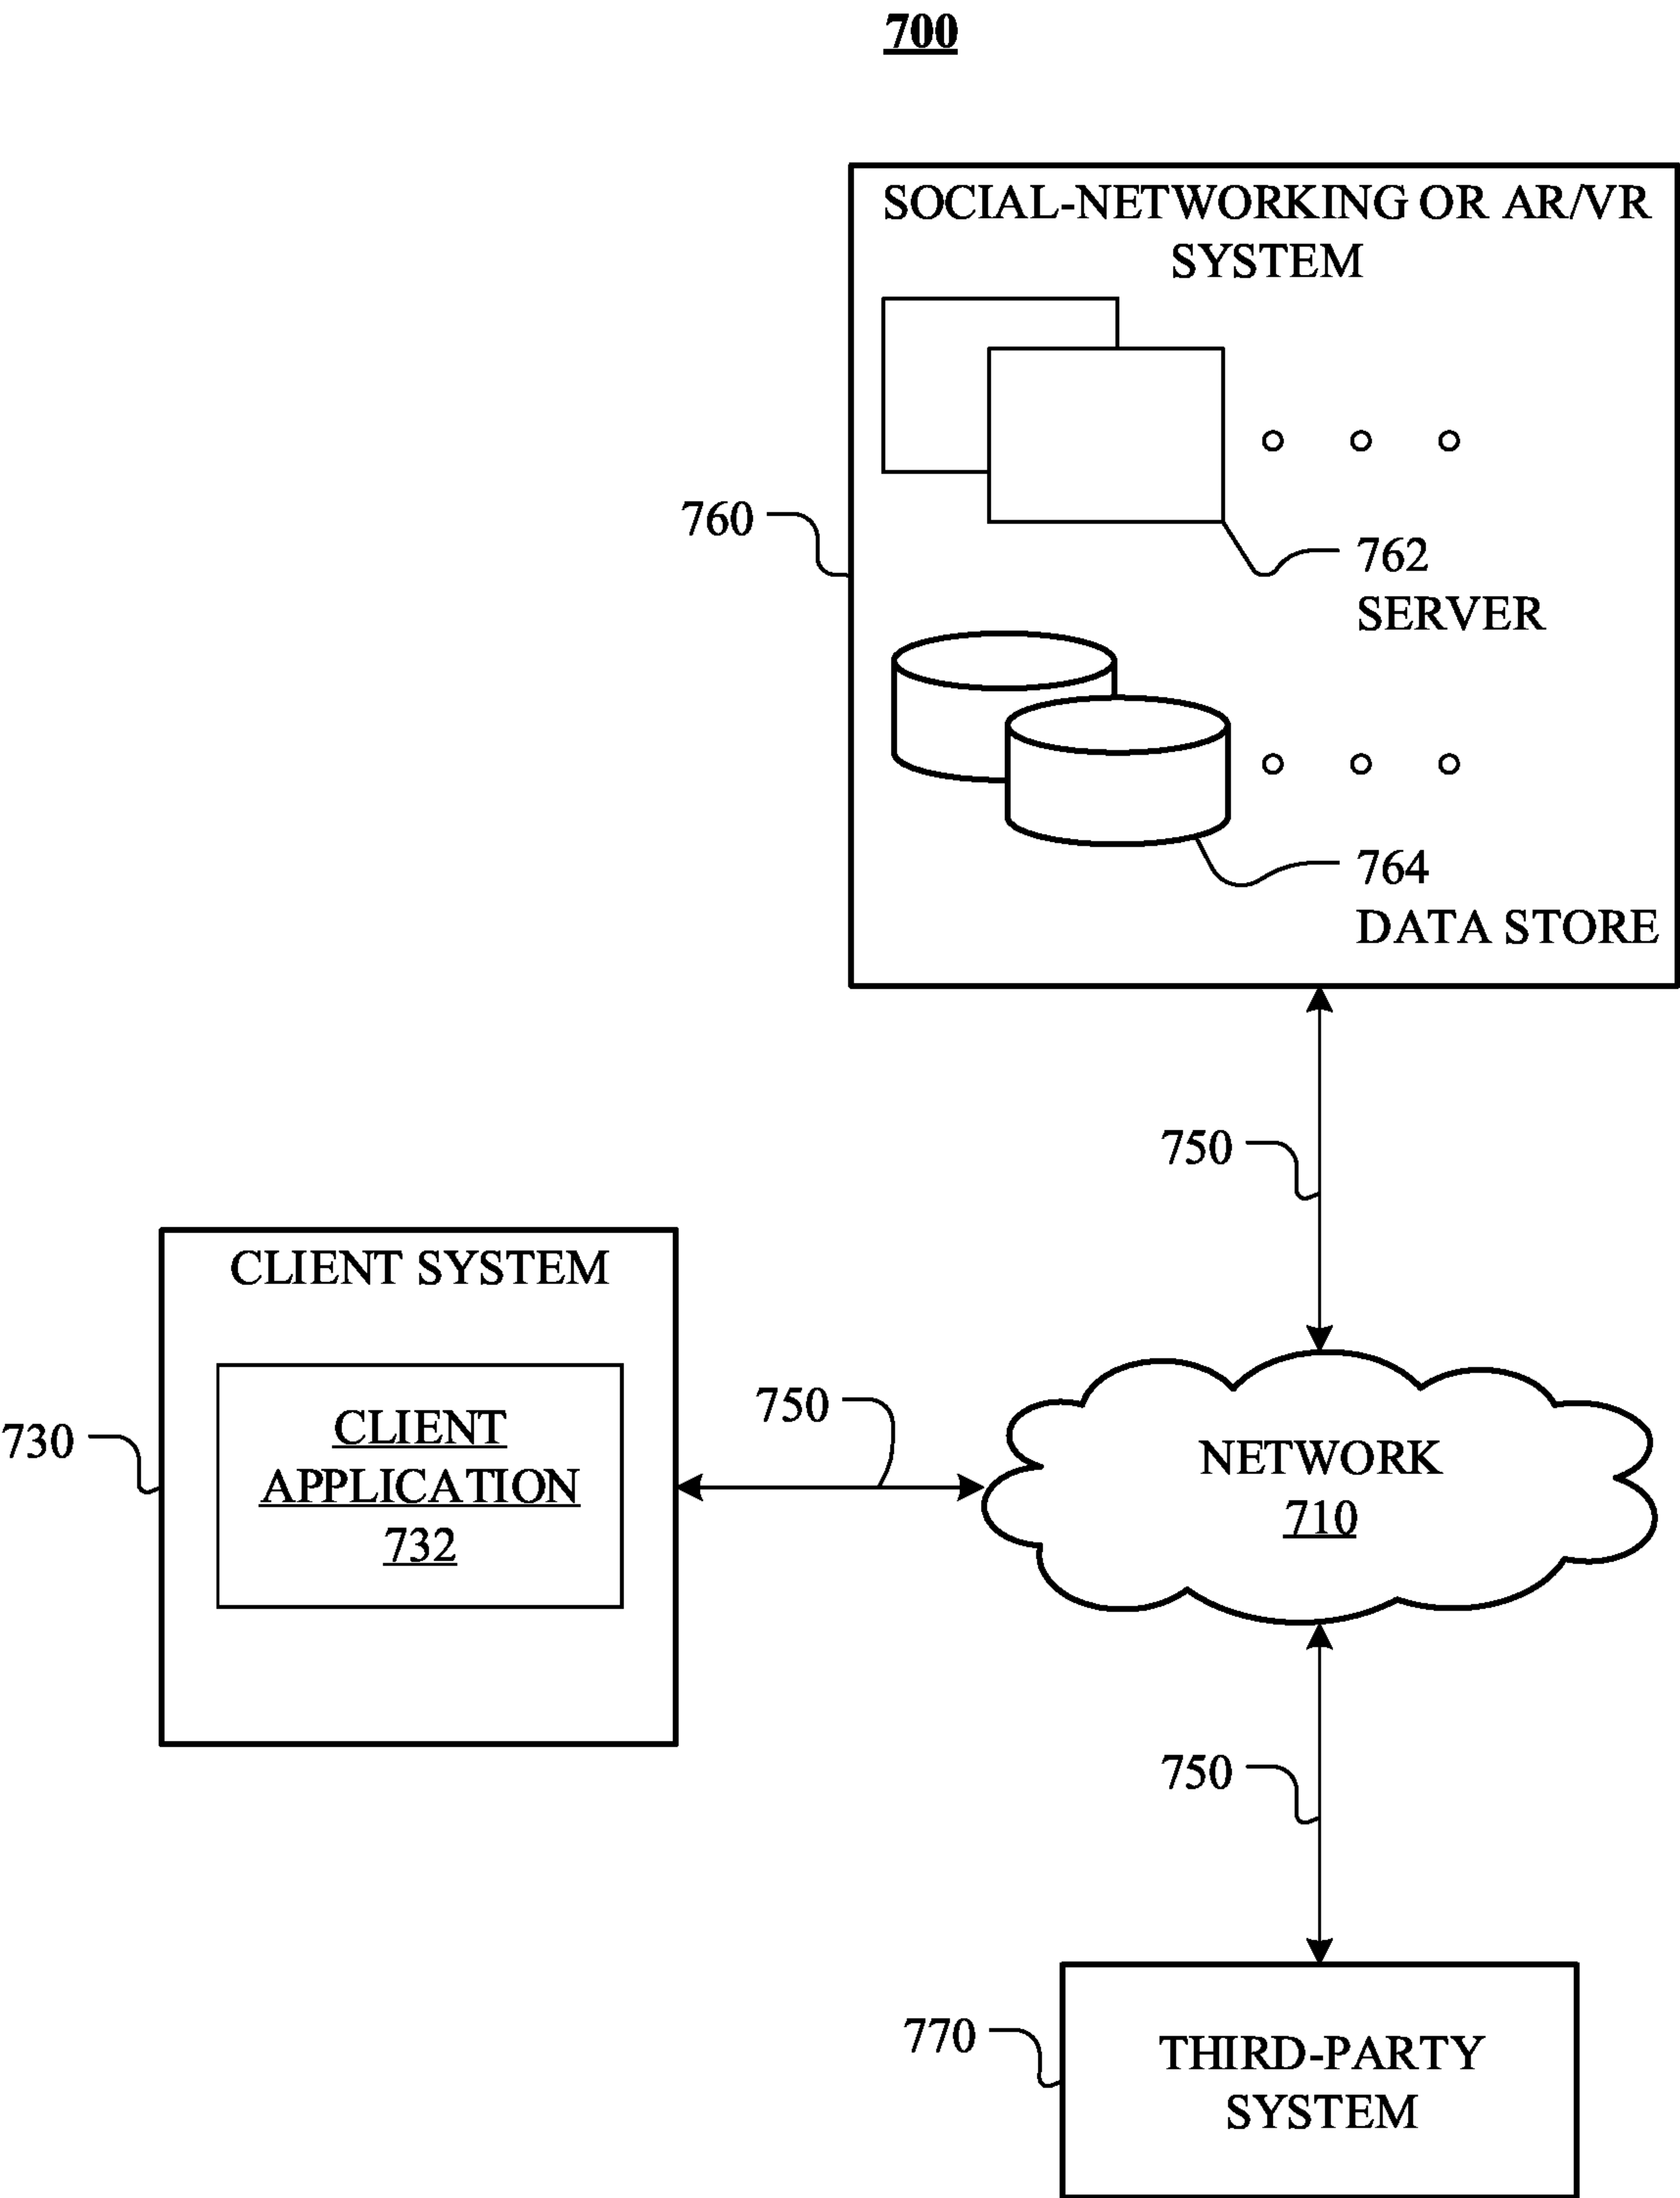 700
SOCIAL-NETWORKING OR AR/VR
SYSTEM
760
762
SERVER
764
DATA STORE
750
CLIENT SYSTEM
730
CLIENT
APPLICATION
732
750
NETWORK
710
750
770
THIRD-PARTY
SYSTEM